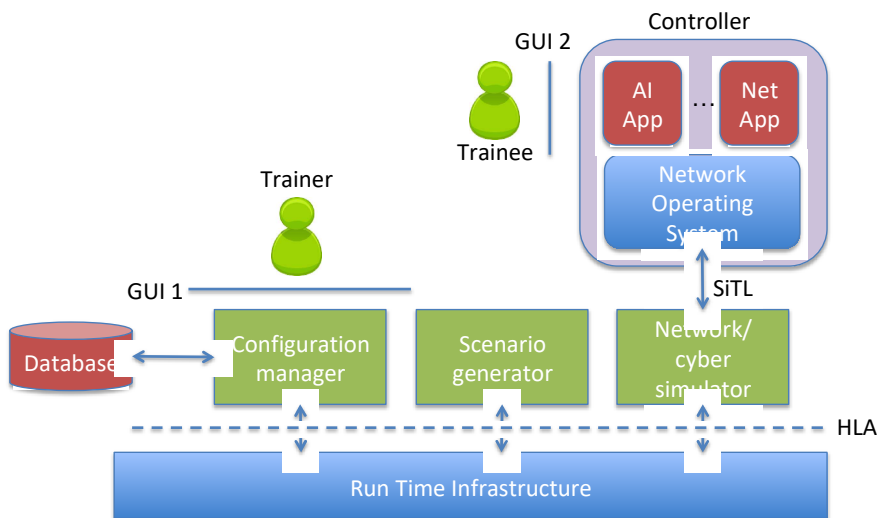 Controller
GUI 2
AI
App
...
Net
App
Trainee
Network
Operating
System
Trainer
SiTL
GUI 1
Database
Configuration
manager
Scenario
generator
Network/
cyber
simulator
HLA
Run Time Infrastructure